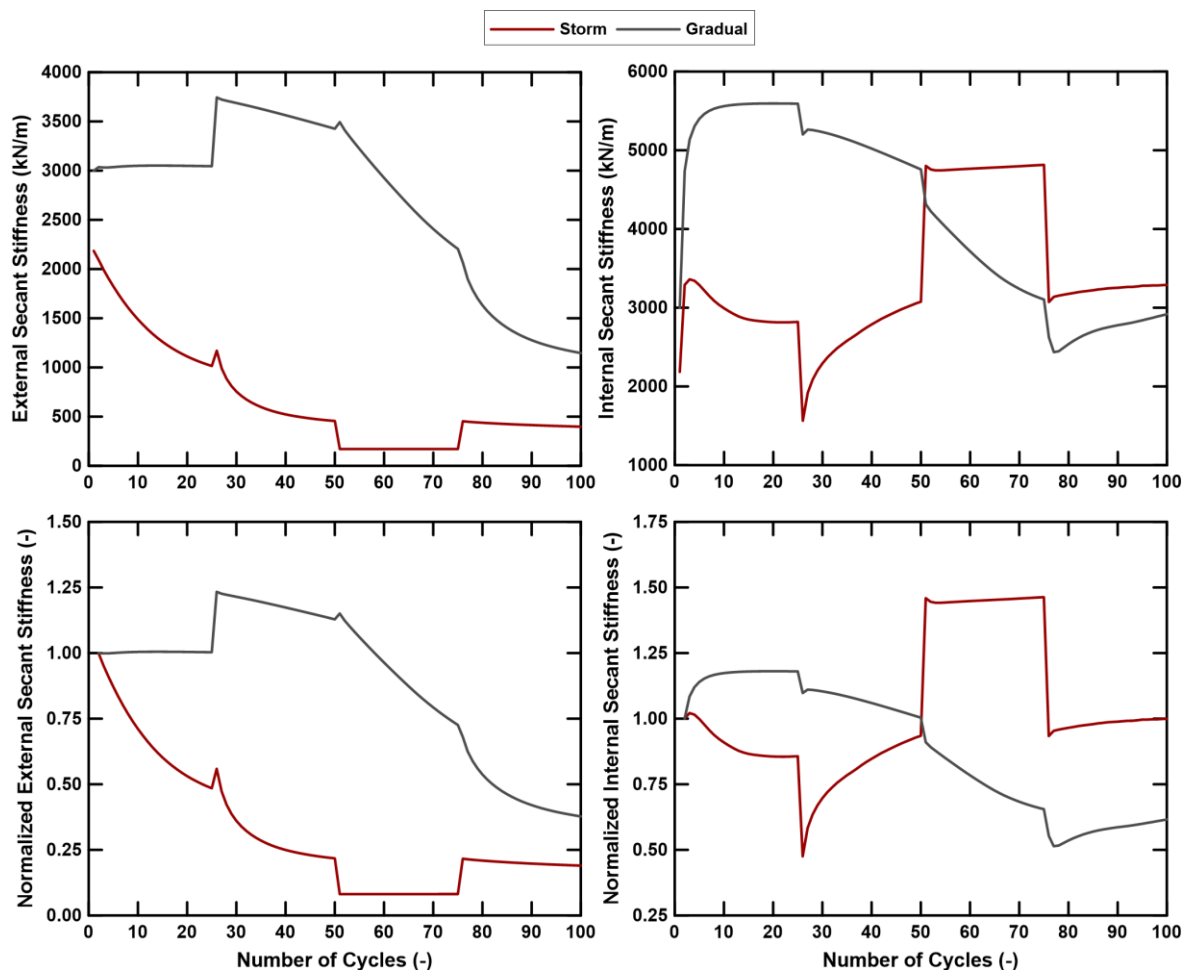 Storm Gradual
External Secant Stiffness (kN/m)
4000
3500
3000
2500
2000
1500
1000
500
0
0 10 20 30 40 50 60 70 80 90 100
Internal Secant Stiffness (kN/m)
6000
5000
4000
3000
2000
1000
0 10 20 30 40 50 60 70 80 90 100
Normalized External Secant Stiffness (-)
1.50
1.25
1.00
0.75
0.50
0.25
0.00
0 10 20 30 40 50 60 70 80 90 100
Number of Cycles (-)
Normalized Internal Secant Stiffness (-)
1.75
1.50
1.25
1.00
0.75
0.50
0.25
0 10 20 30 40 50 60 70 80 90 100
Number of Cycles (-)